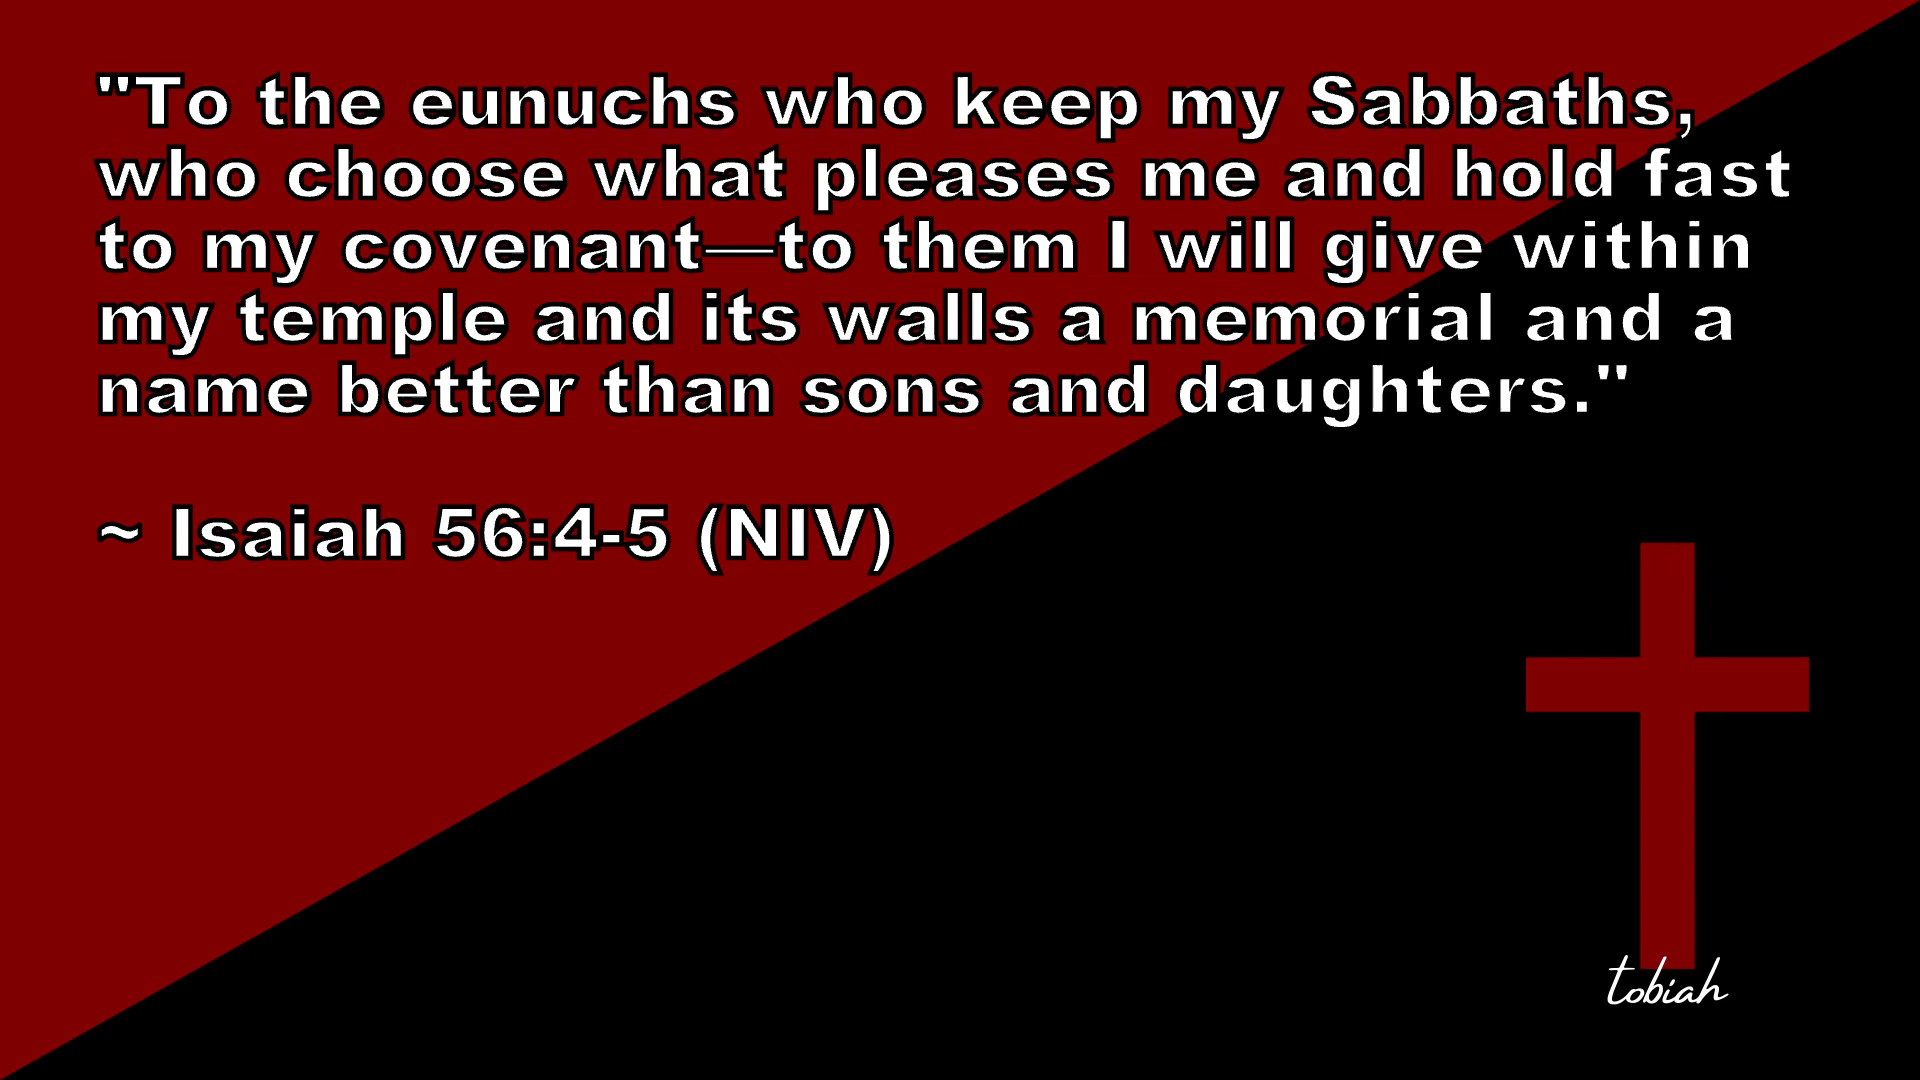 "To the eunuchs who keep my Sabbaths,
who choose what pleases me and hold fast
to my covenant—to them I will give within
my temple and its walls a memorial and a
name better than sons and daughters."
~ Isaiah 56:4-5 (NIV)
tobiah